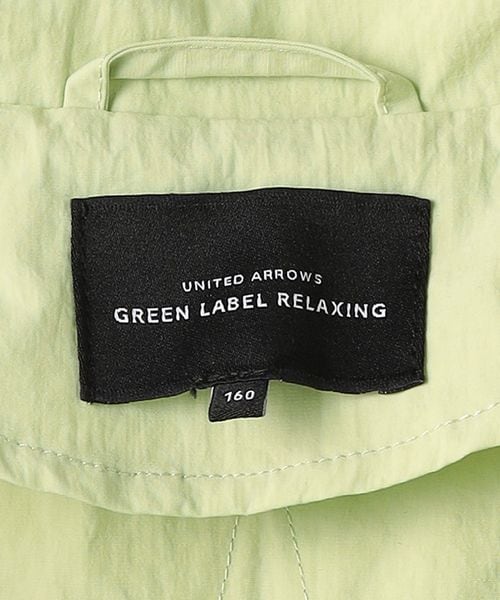 UNITED ARROWS
GREEN LABEL RELAXING
160